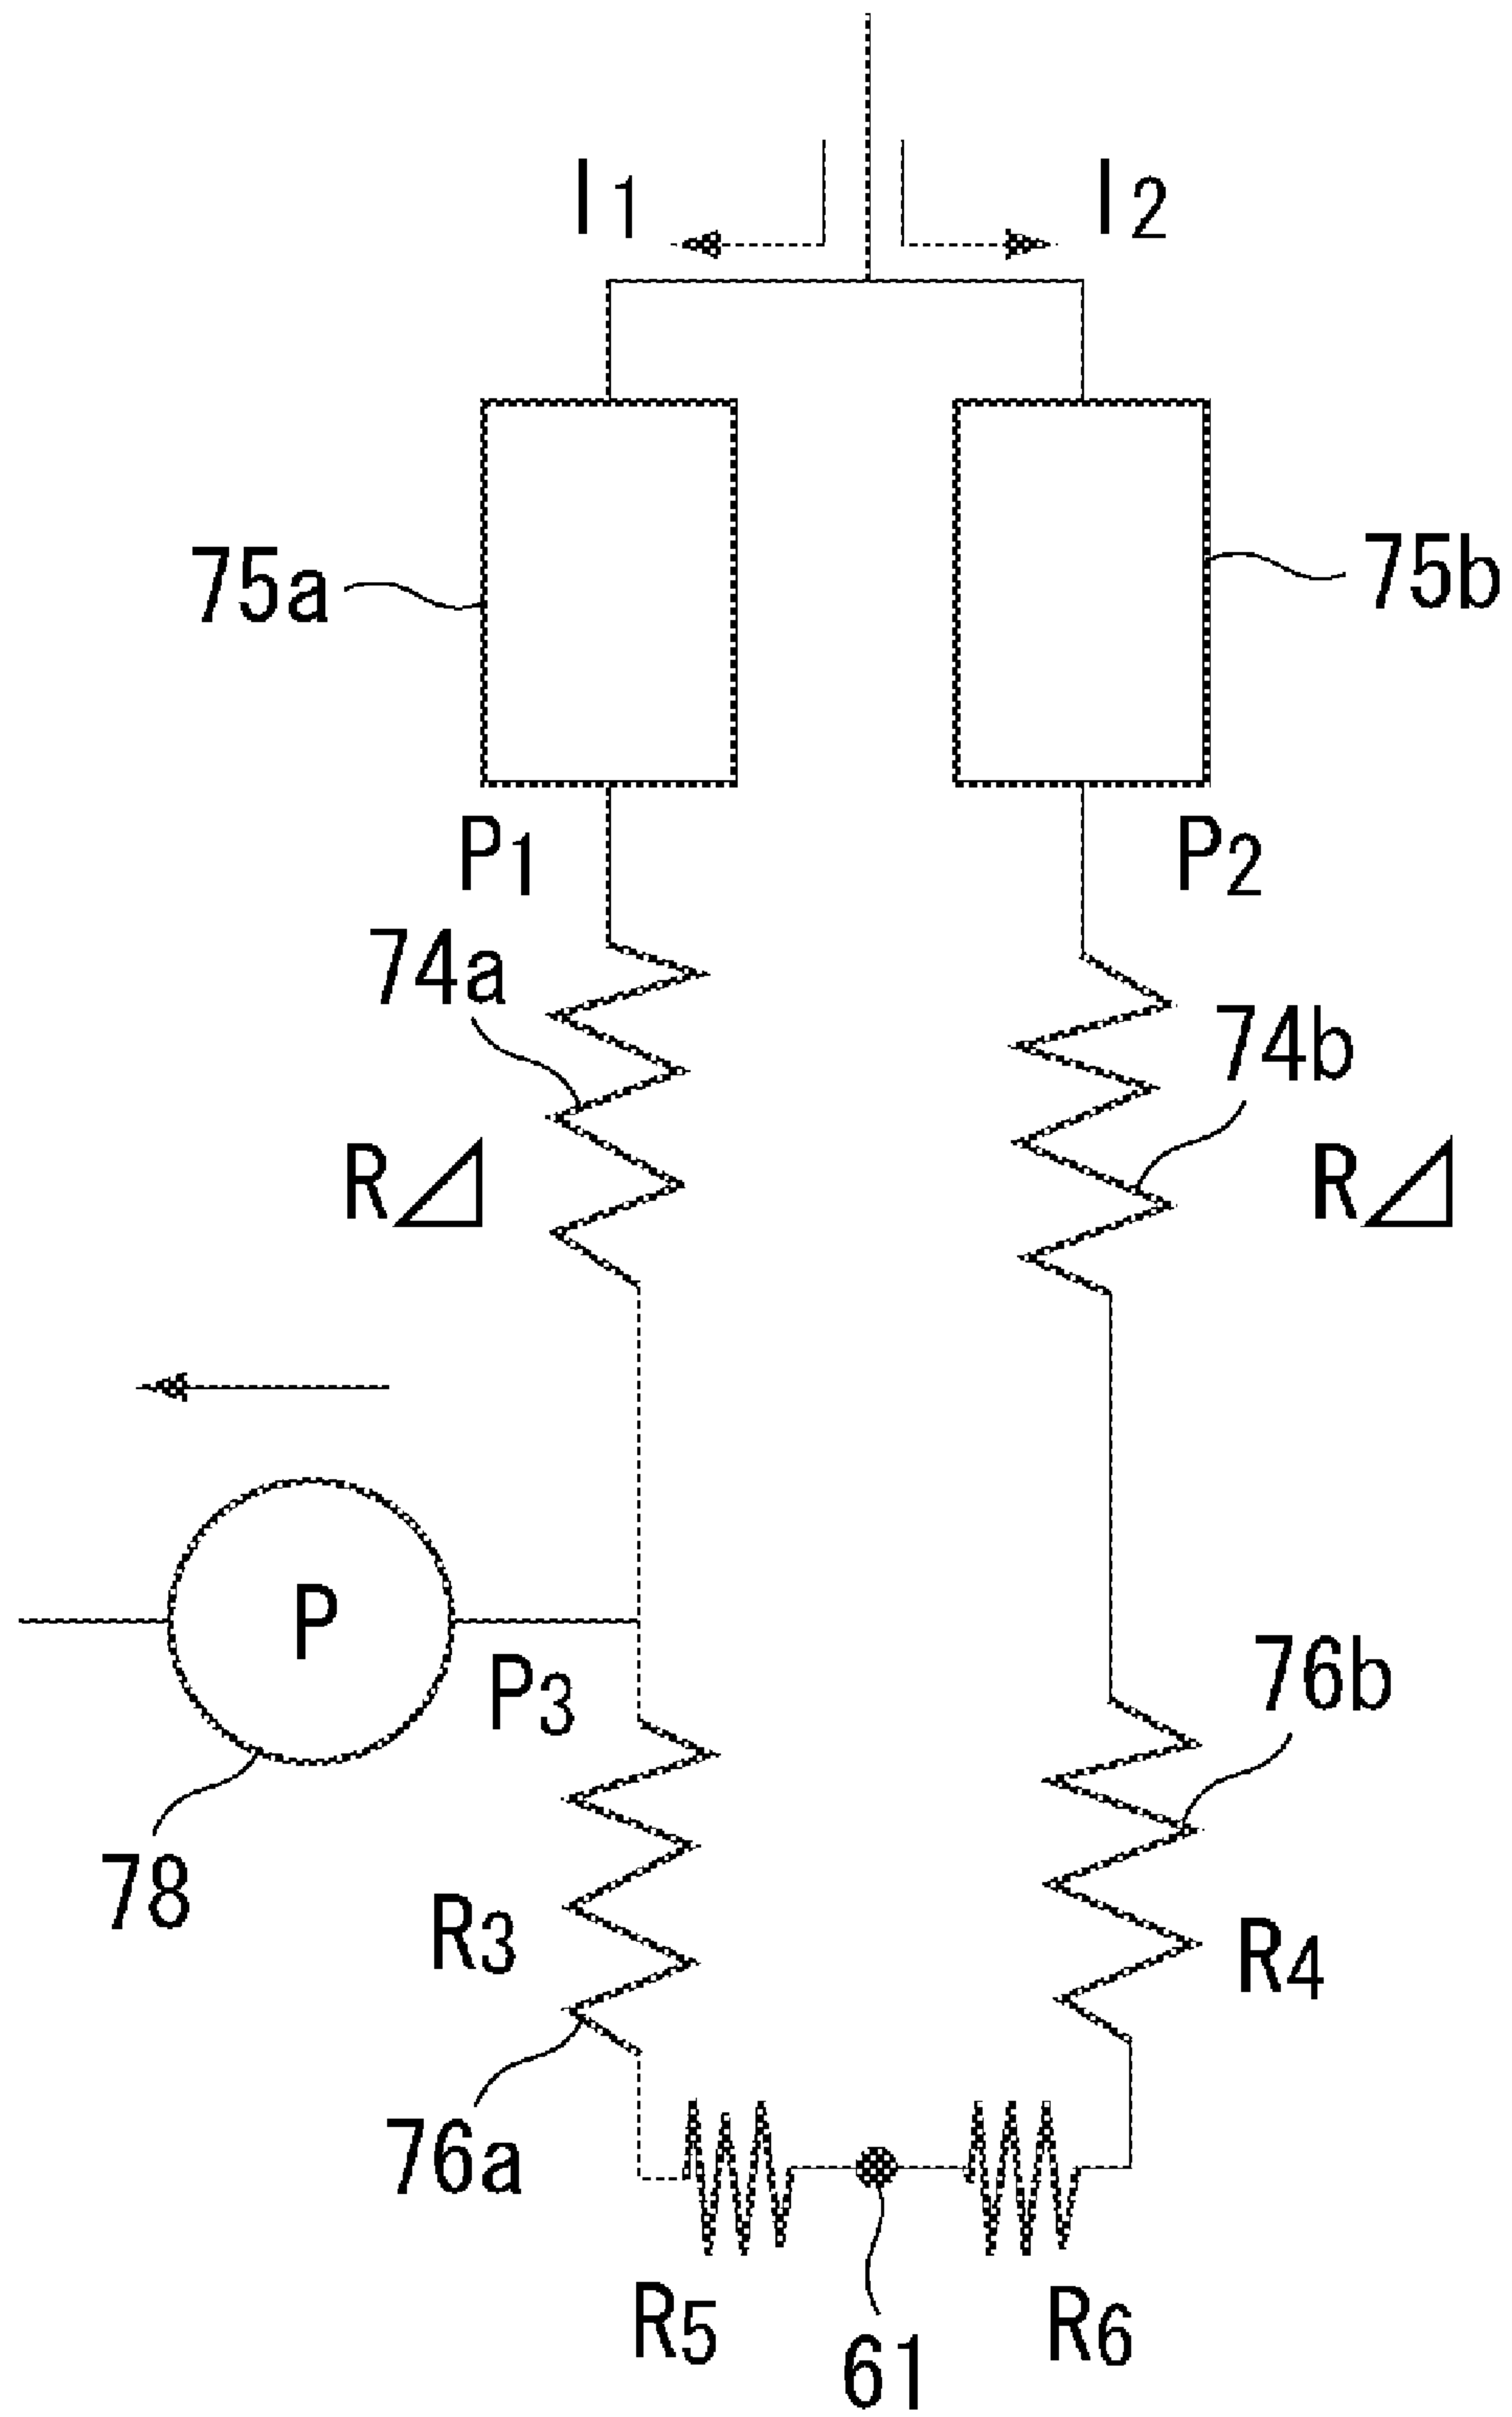 I1 I2
75a 75b
P1 P2
74a
74b
R⊿ R⊿
P
P3 76b
78
R3 R4
76a
R5 R6
61